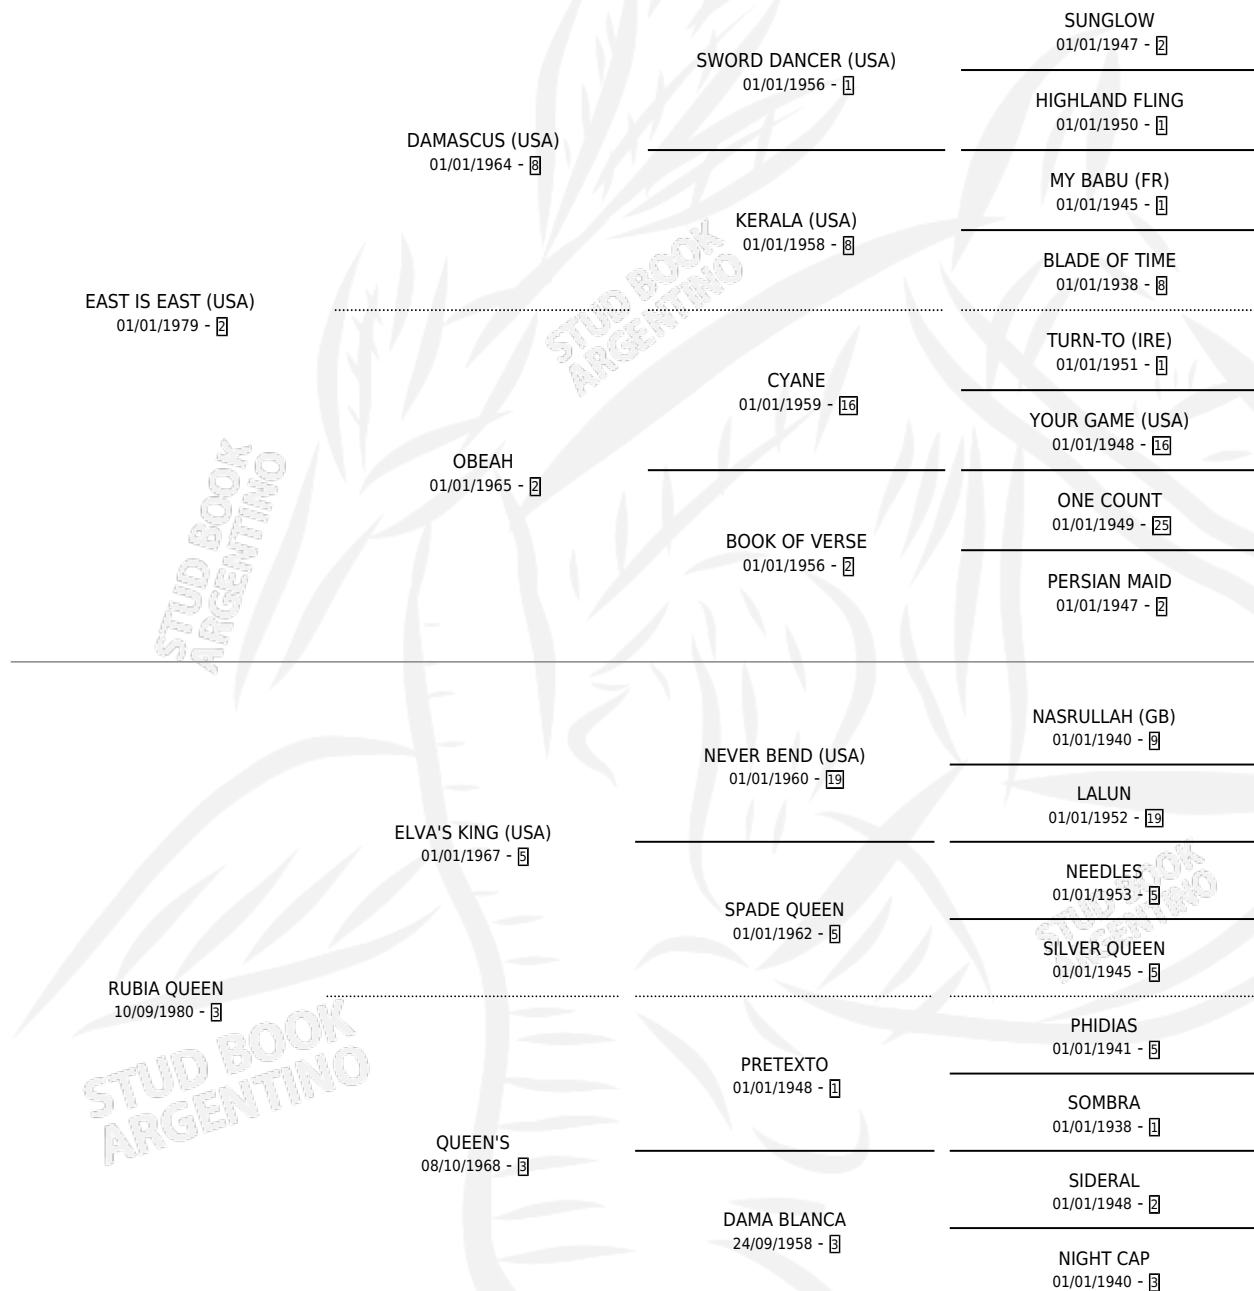 SUNGLOW
01/01/1947 - 2
SWORD DANCER (USA)
01/01/1956 - 1
HIGHLAND FLING
01/01/1950 - 1
DAMASCUS (USA)
01/01/1964 - 8
MY BABU (FR)
01/01/1945 - 1
KERALA (USA)
01/01/1958 - 8
BLADE OF TIME
01/01/1938 - 8
EAST IS EAST (USA)
01/01/1979 - 2
STUD BOOK
ARGENTINO
TURN-TO (IRE)
01/01/1951 - 1
CYANE
01/01/1959 - 16
YOUR GAME (USA)
01/01/1948 - 16
OBEAH
01/01/1965 - 2
ONE COUNT
01/01/1949 - 25
BOOK OF VERSE
01/01/1956 - 2
PERSIAN MAID
01/01/1947 - 2
STUD BOOK
ARGENTINO
NASRULLAH (GB)
01/01/1940 - 9
NEVER BEND (USA)
01/01/1960 - 19
LALUN
01/01/1952 - 19
ELVA'S KING (USA)
01/01/1967 - 5
NEEDLES
01/01/1953 - 5
SPADE QUEEN
01/01/1962 - 5
STUD BOOK
ARGENTINO
SILVER QUEEN
01/01/1945 - 5
RUBIA QUEEN
10/09/1980 - 3
PHIDIAS
01/01/1941 - 5
PRETEXTO
01/01/1948 - 1
STUD BOOK
ARGENTINO
SOMBRA
01/01/1938 - 1
QUEEN'S
08/10/1968 - 3
SIDERAL
01/01/1948 - 2
DAMA BLANCA
24/09/1958 - 3
NIGHT CAP
01/01/1940 - 3